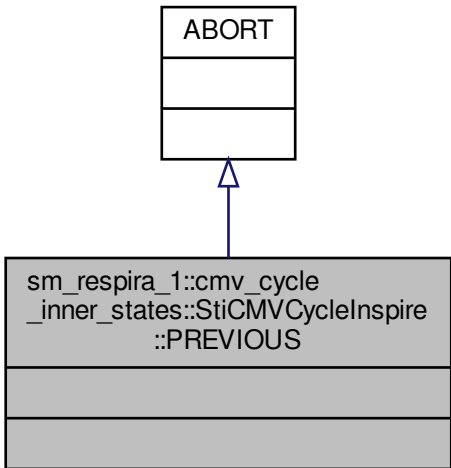 ABORT
sm_respira_1::cmv_cycle
_inner_states::StiCMVCycleInspire
::PREVIOUS